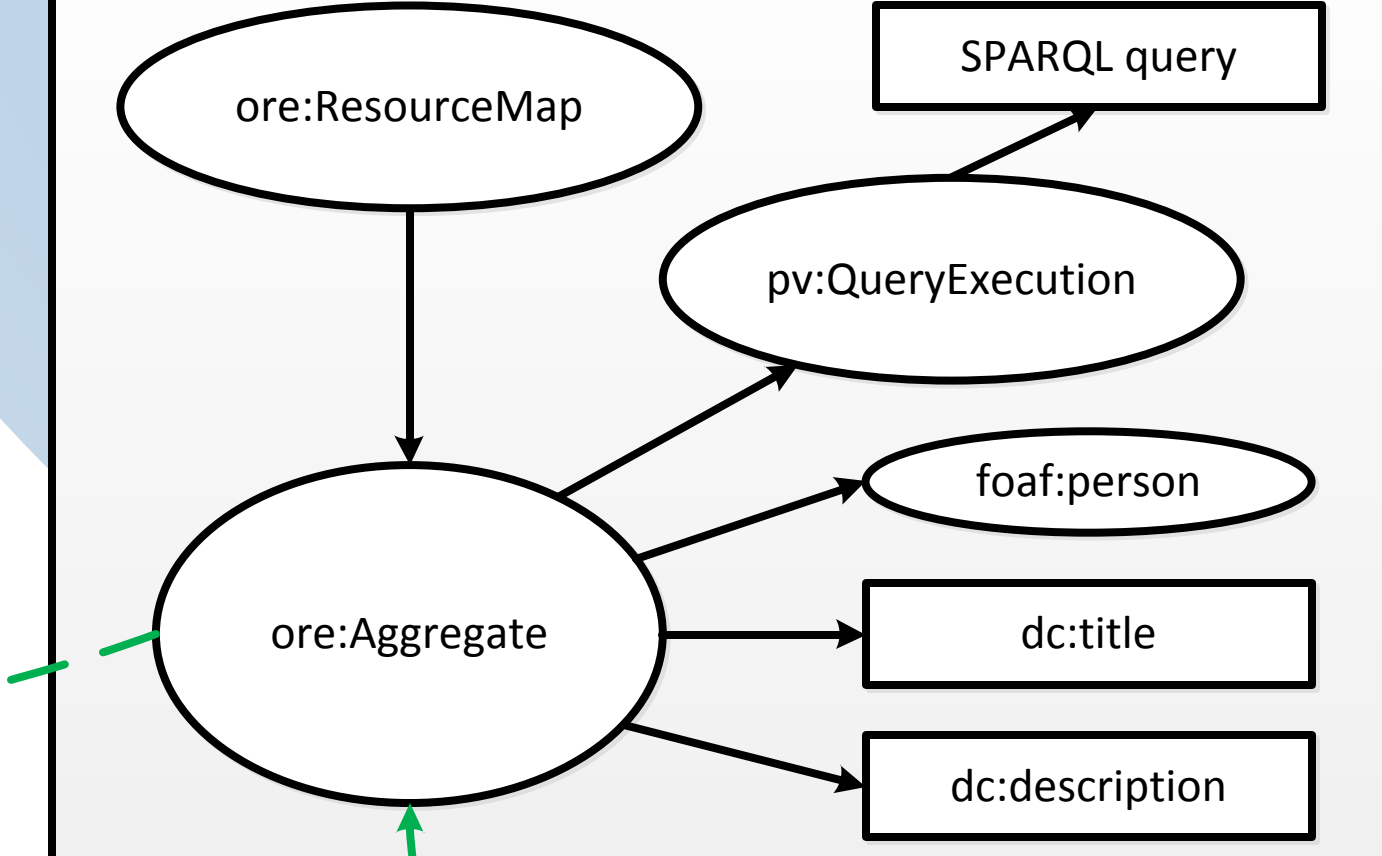 ore:ResourceMap
SPARQL query
pv:QueryExecution
foaf:person
ore:Aggregate
dc:title
dc:description